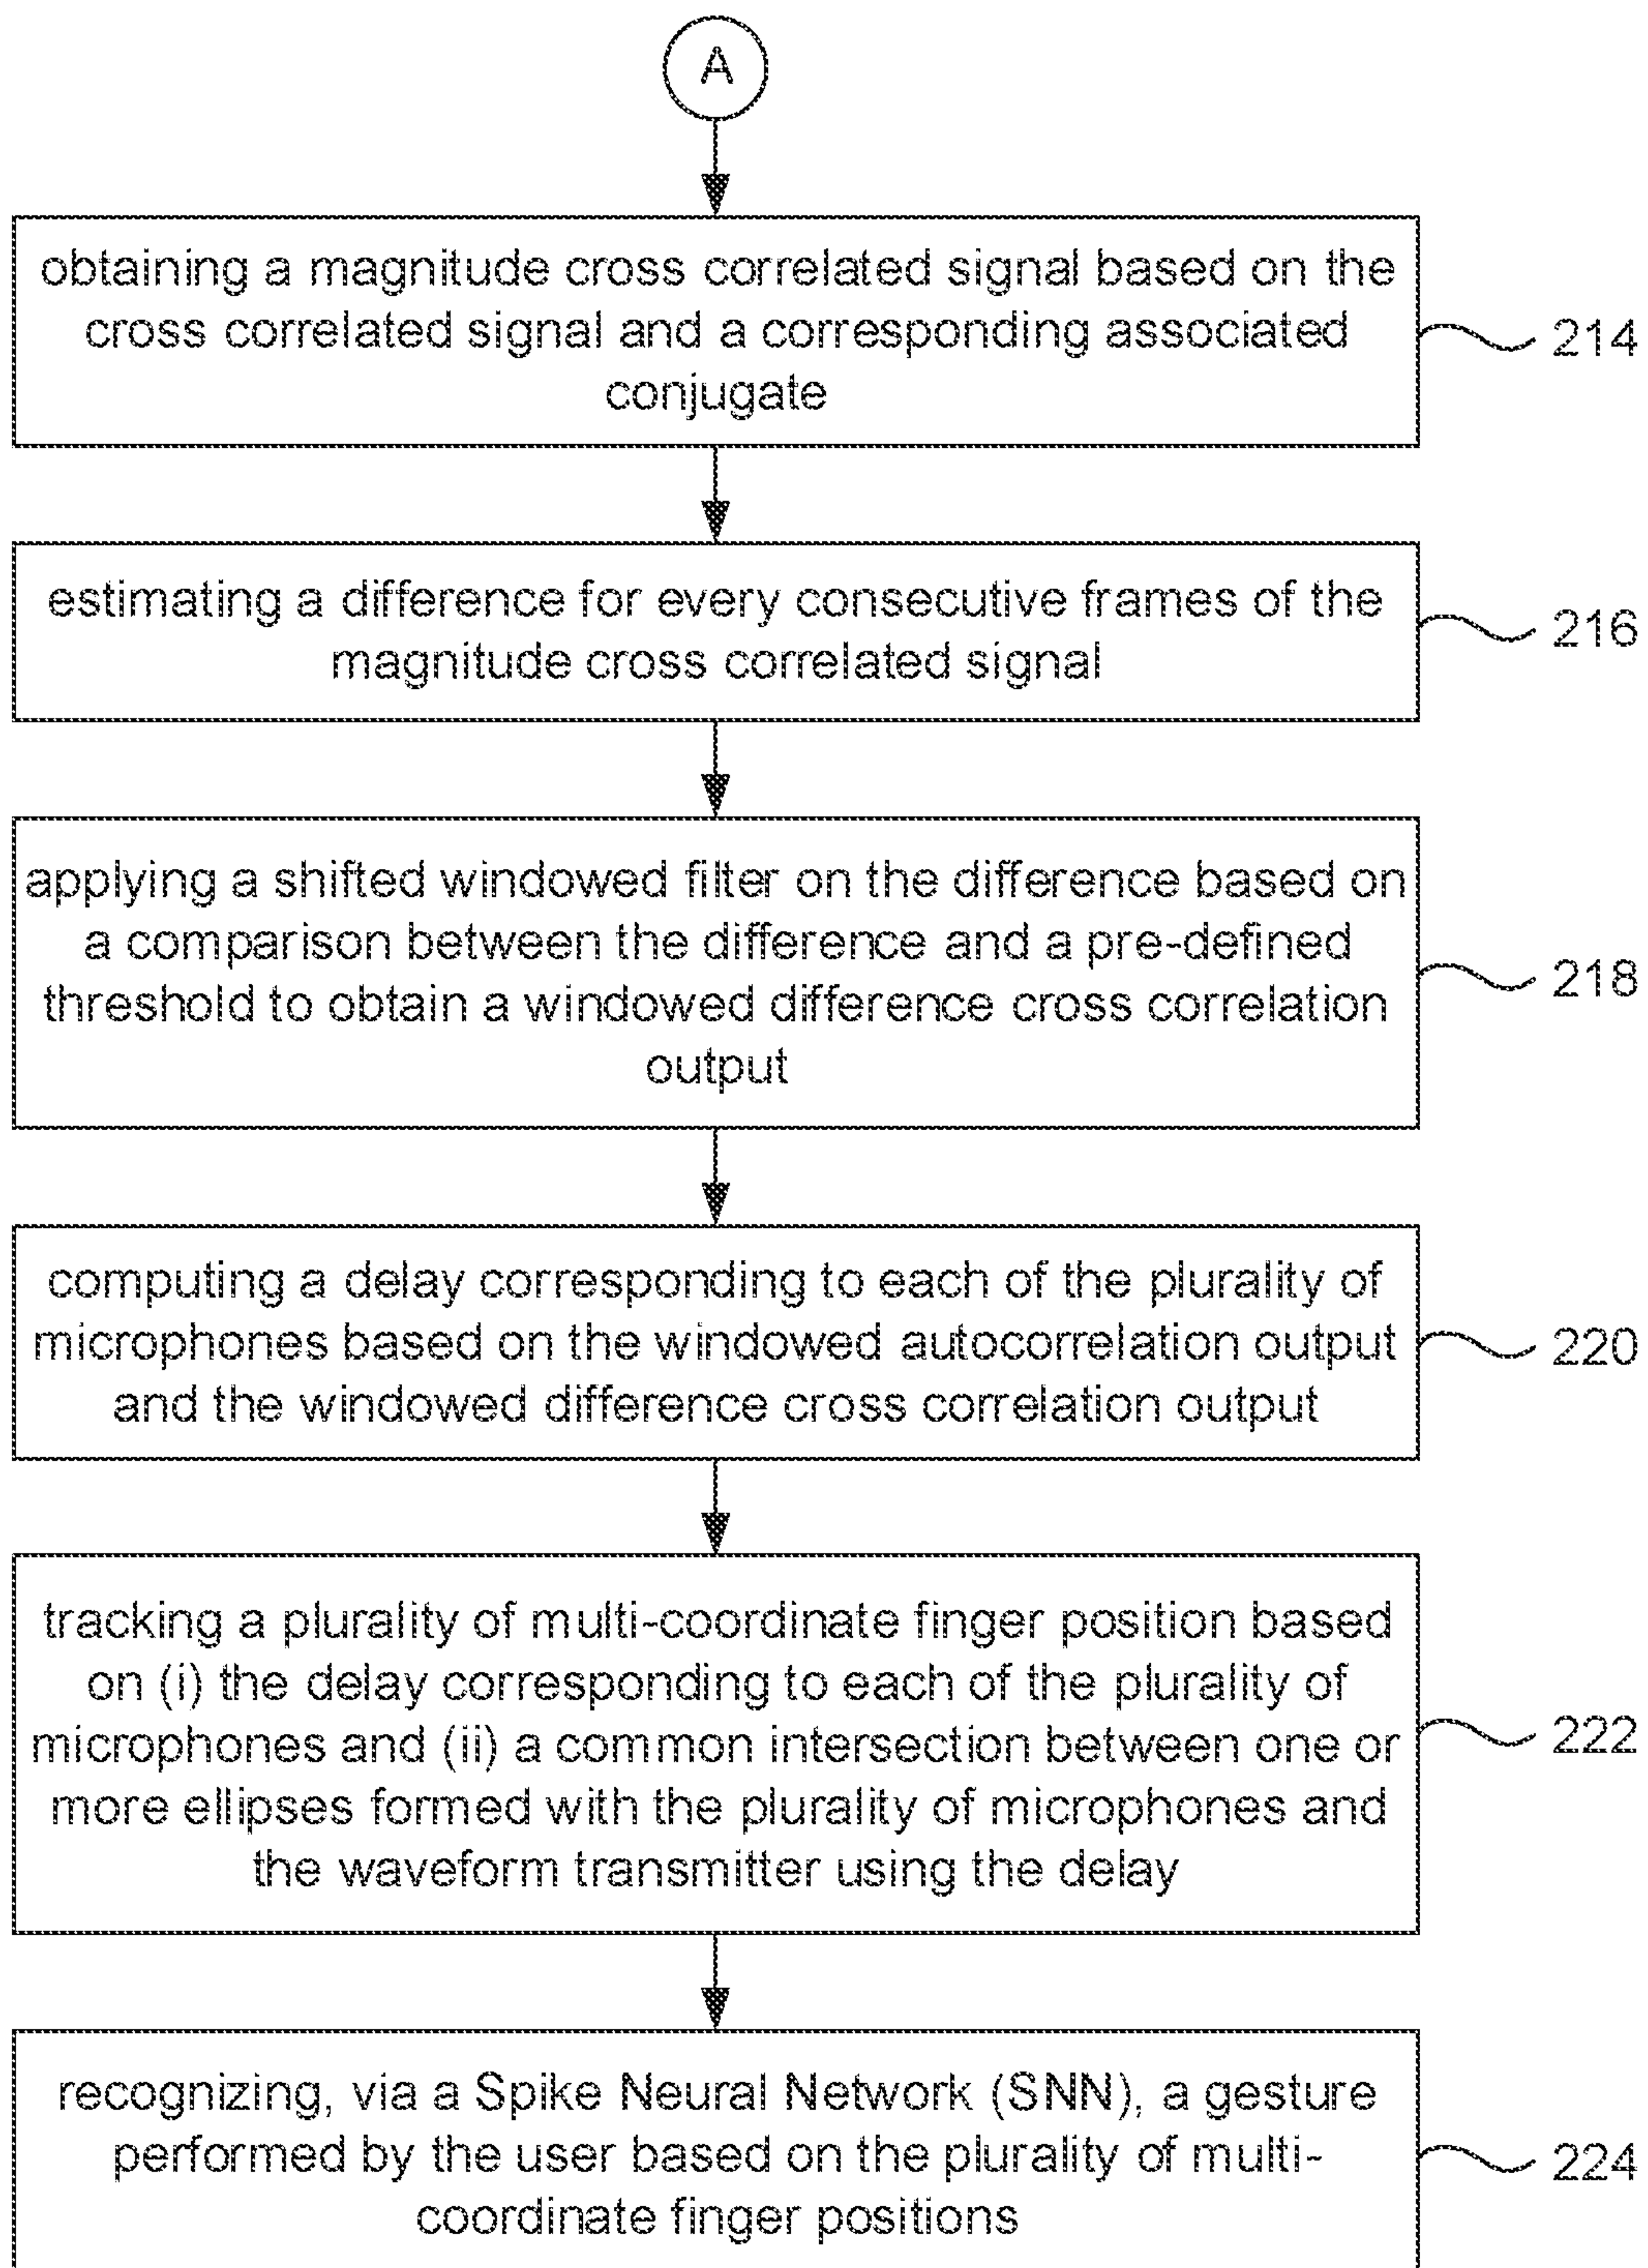 A
obtaining a magnitude cross correlated signal based on the
cross correlated signal and a corresponding associated
conjugate
214
estimating a difference for every consecutive frames of the
magnitude cross correlated signal
216
applying a shifted windowed filter on the difference based on
a comparison between the difference and a pre-defined
threshold to obtain a windowed difference cross correlation
output
218
computing a delay corresponding to each of the plurality of
microphones based on the windowed autocorrelation output
and the windowed difference cross correlation output
220
tracking a plurality of multi-coordinate finger position based
on (i) the delay corresponding to each of the plurality of
microphones and (ii) a common intersection between one or
more ellipses formed with the plurality of microphones and
the waveform transmitter using the delay
222
recognizing, via a Spike Neural Network (SNN), a gesture
performed by the user based on the plurality of multi-
coordinate finger positions
224